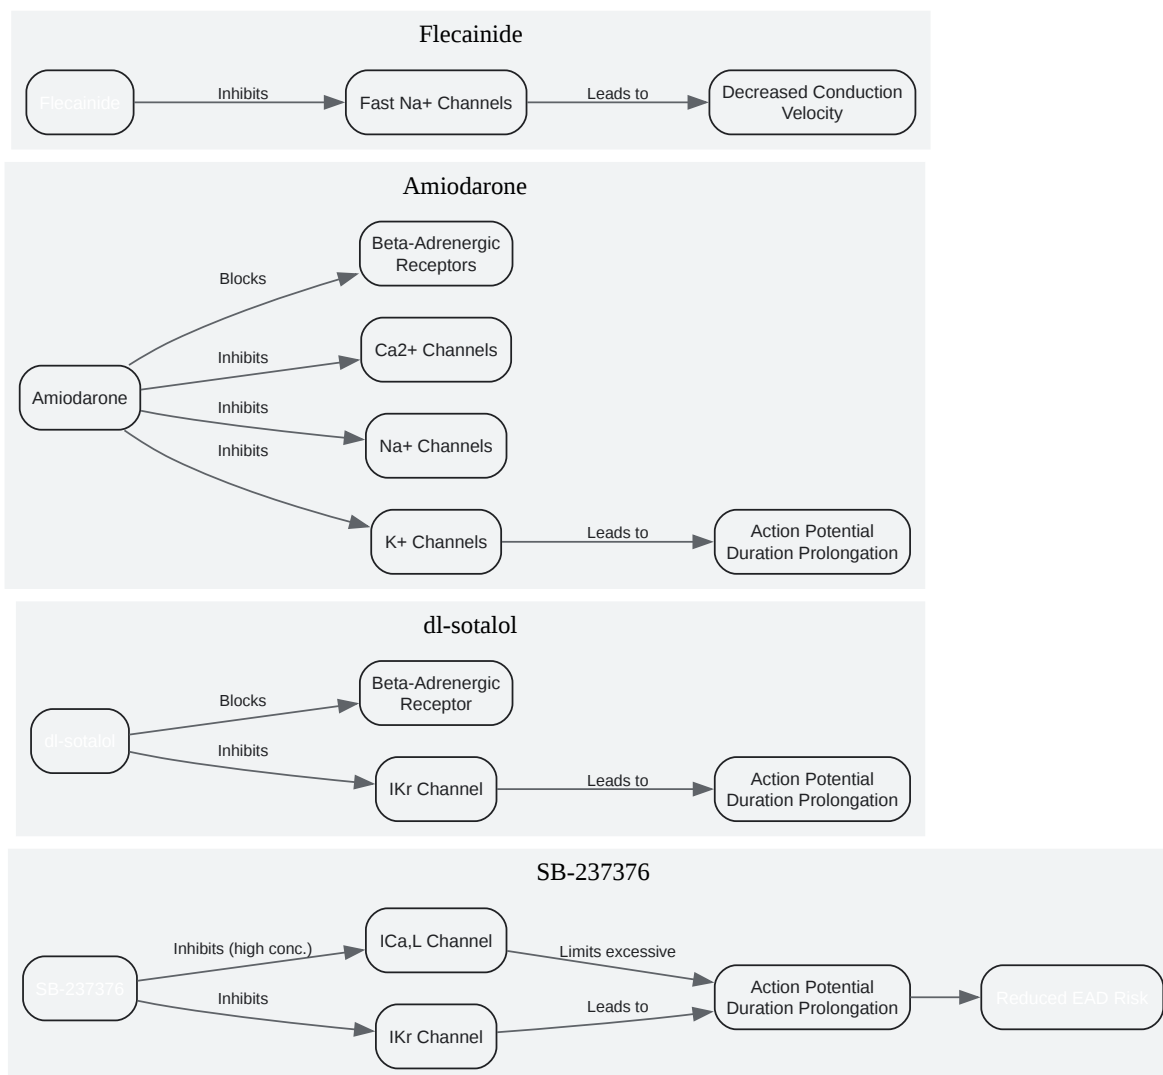 Flecainide
Flecainide
Inhibits
Fast Na+ Channels
Leads to
Decreased Conduction
Velocity
Amiodarone
Amiodarone
Blocks
Beta-Adrenergic
Receptors
Inhibits
Ca2+ Channels
Inhibits
Na+ Channels
Inhibits
K+ Channels
Leads to
Action Potential
Duration Prolongation
dl-sotalol
dl-sotalol
Blocks
Beta-Adrenergic
Receptor
Inhibits
IKr Channel
Leads to
Action Potential
Duration Prolongation
SB-237376
SB-237376
Inhibits (high conc.)
ICa,L Channel
Limits excessive
Inhibits
IKr Channel
Leads to
Action Potential
Duration Prolongation
Reduced EAD Risk